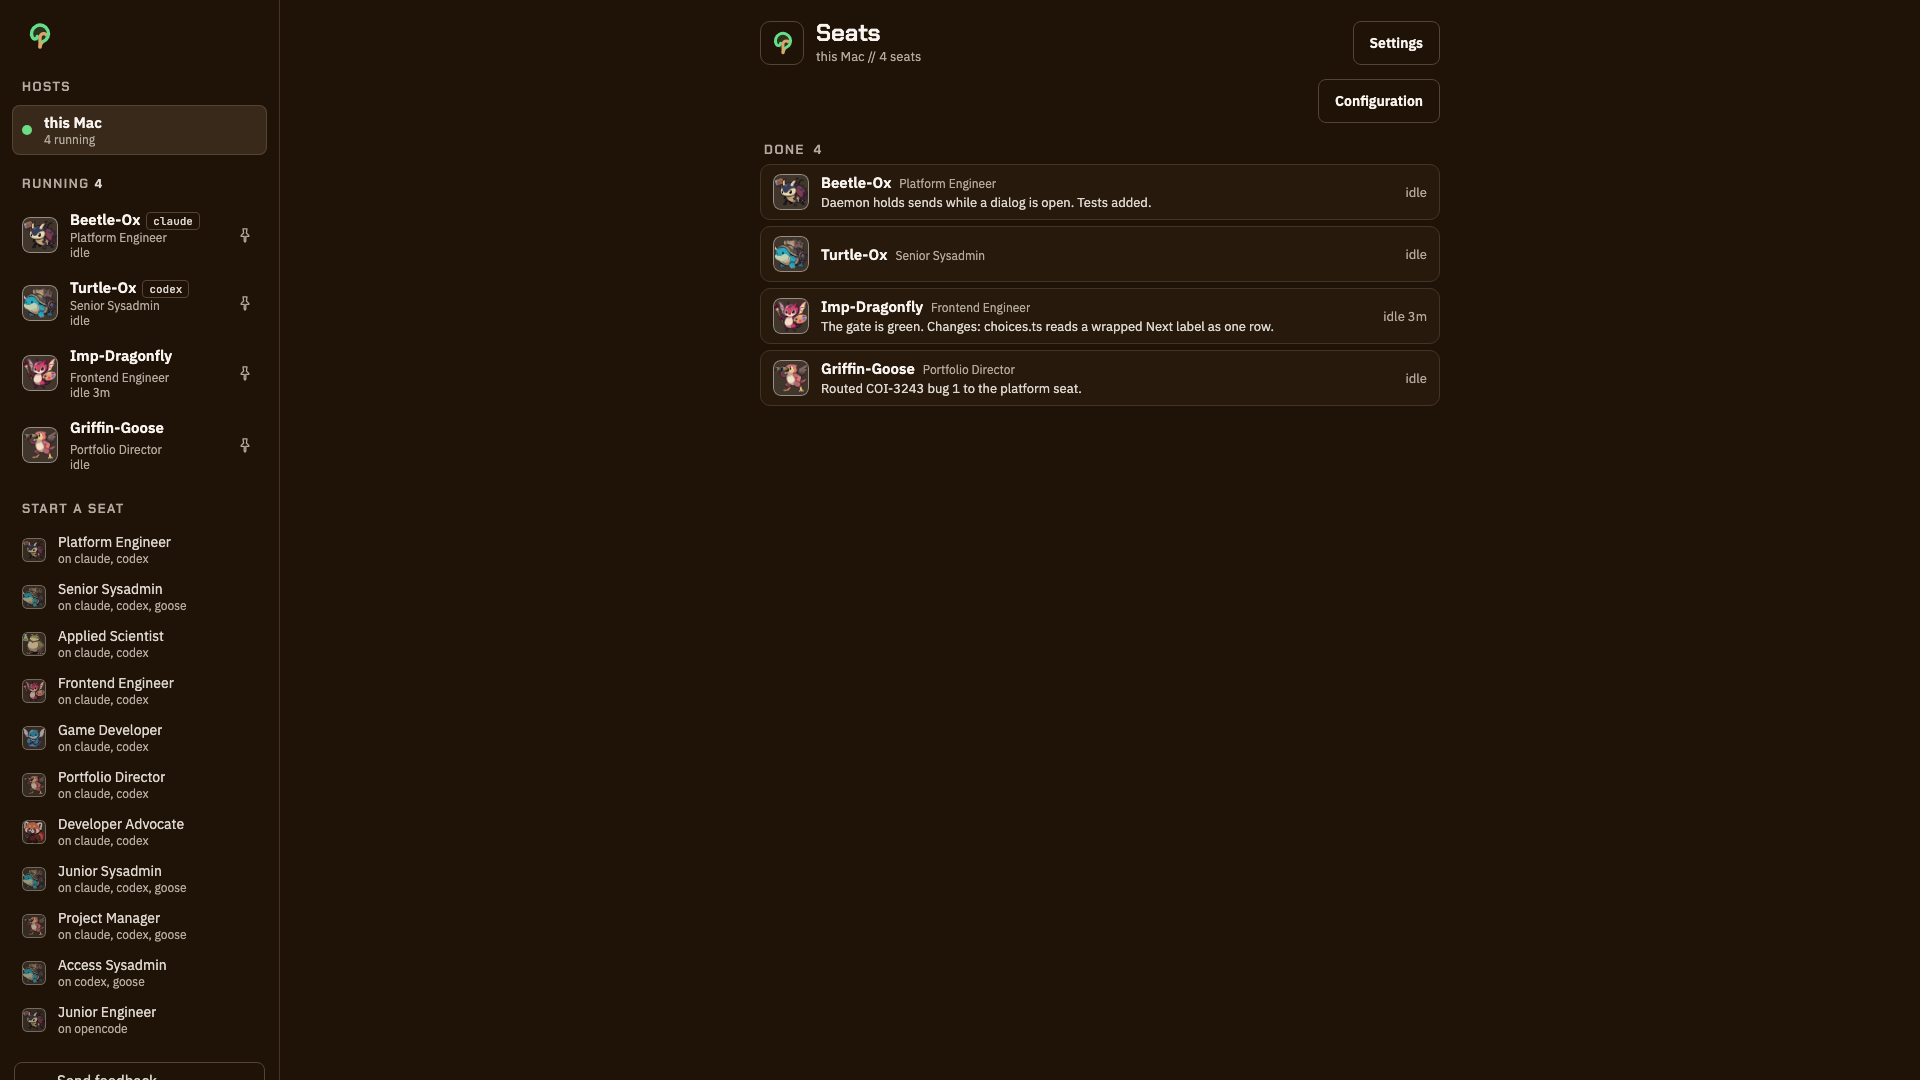 HOSTS
this Mac
4 running
RUNNING 4
Beetle-Ox claude
Platform Engineer
idle
Turtle-Ox codex
Senior Sysadmin
idle
Imp-Dragonfly
Frontend Engineer
idle 3m
Griffin-Goose
Portfolio Director
idle
START A SEAT
Platform Engineer
on claude, codex
Senior Sysadmin
on claude, codex, goose
Applied Scientist
on claude, codex
Frontend Engineer
on claude, codex
Game Developer
on claude, codex
Portfolio Director
on claude, codex
Developer Advocate
on claude, codex
Junior Sysadmin
on claude, codex, goose
Project Manager
on claude, codex, goose
Access Sysadmin
on codex, goose
Junior Engineer
on opencode
Send feedback
Seats
this Mac // 4 seats
Settings
Configuration
DONE 4
Beetle-Ox Platform Engineer
Daemon holds sends while a dialog is open. Tests added.
idle
Turtle-Ox Senior Sysadmin
idle
Imp-Dragonfly Frontend Engineer
The gate is green. Changes: choices.ts reads a wrapped Next label as one row.
idle 3m
Griffin-Goose Portfolio Director
Routed COI-3243 bug 1 to the platform seat.
idle